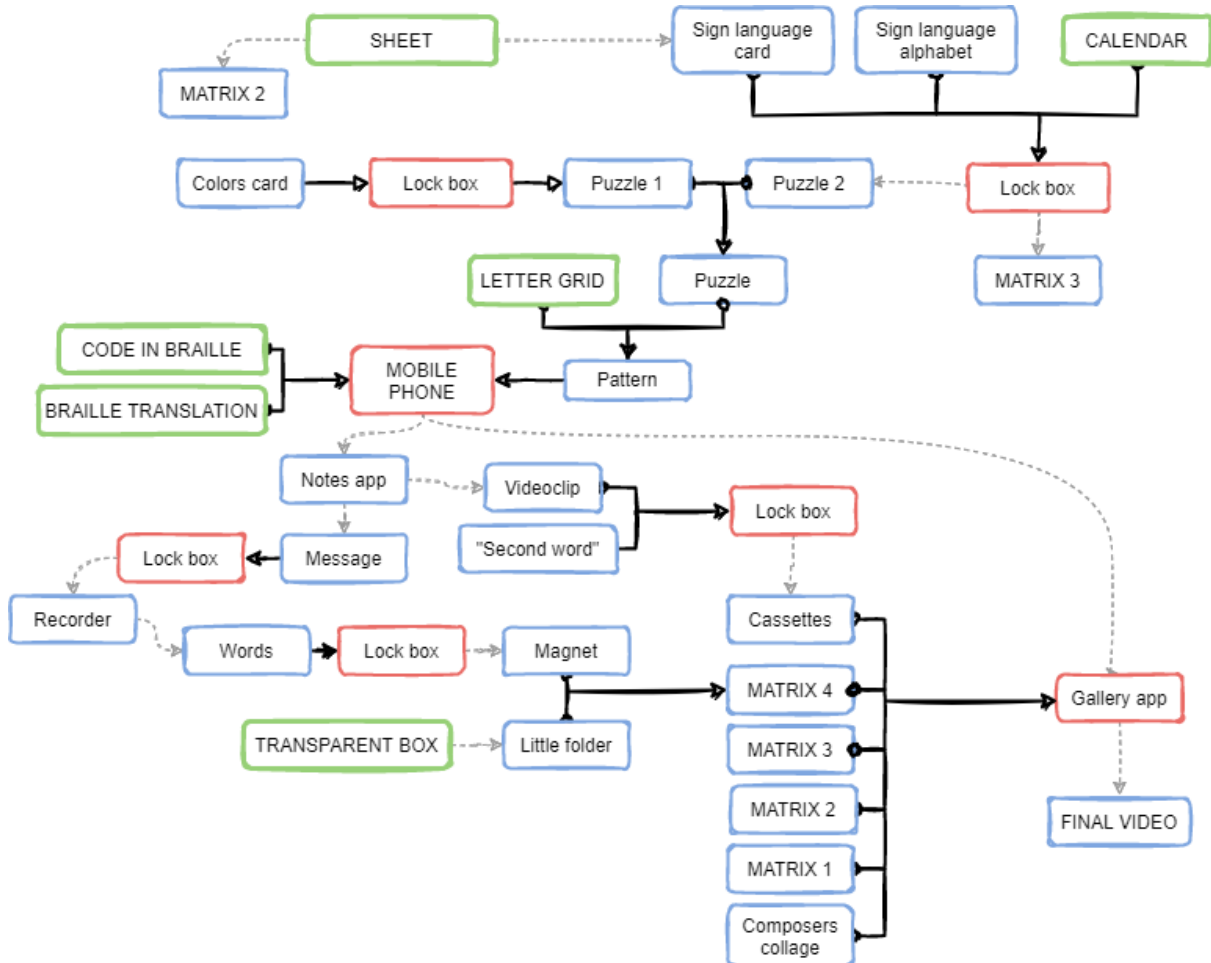 SHEET
Sign language
card
Sign language
alphabet
CALENDAR
MATRIX 2
Colors card
Lock box
Puzzle 1
Puzzle 2
Lock box
LETTER GRID
Puzzle
MATRIX 3
CODE IN BRAILLE
MOBILE
PHONE
Pattern
BRAILLE TRANSLATION
Notes app
Videoclip
Lock box
"Second word"
Lock box
Message
Recorder
Cassettes
Words
Lock box
Magnet
MATRIX 4
Gallery app
TRANSPARENT BOX
Little folder
MATRIX 3
MATRIX 2
FINAL VIDEO
MATRIX 1
Composers
collage